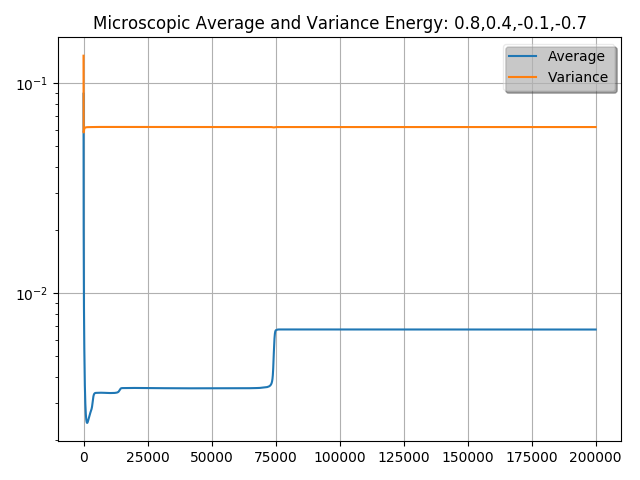 Microscopic Average and Variance Energy: 0.8,0.4,-0.1,-0.7
Average
Variance
10⁻¹
10⁻²
0 25000 50000 75000 100000 125000 150000 175000 200000